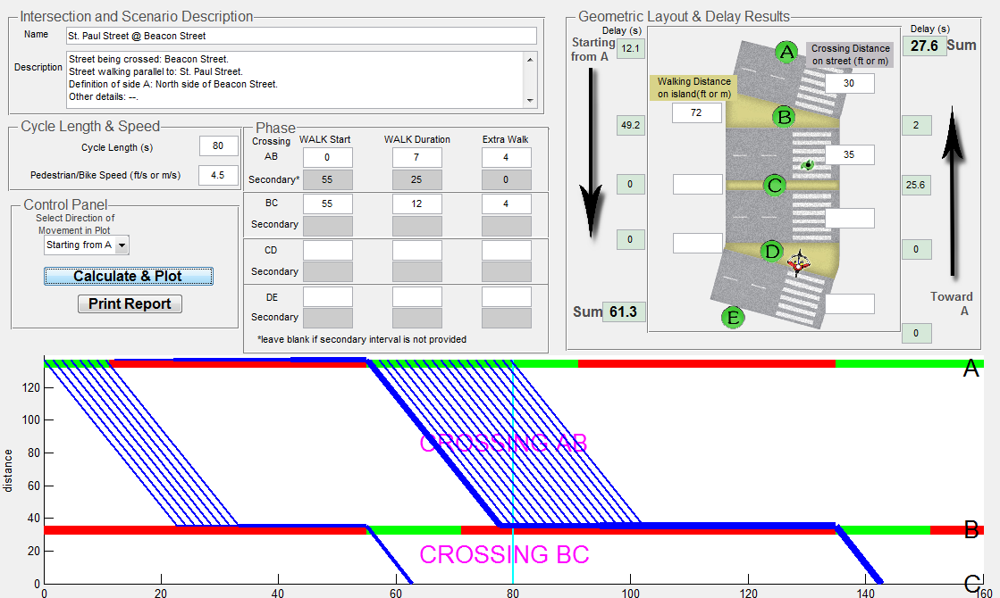 Intersection and Scenario Description
Name
St. Paul Street @ Beacon Street
Description
Street being crossed: Beacon Street.
Street walking parallel to: St. Paul Street.
Definition of side A: North side of Beacon Street.
Other details: --.
Cycle Length & Speed
Cycle Length (s)
80
Pedestrian/Bike Speed (ft/s or m/s)
4.5
Control Panel
Select Direction of
Movement in Plot
Starting from A
Calculate & Plot
Print Report
Phase
Crossing WALK Start WALK Duration Extra Walk
AB 0 7 4
Secondary* 55 25 0
BC 55 12 4
Secondary
CD
Secondary
DE
Secondary
*leave blank if secondary interval is not provided
Geometric Layout & Delay Results
Delay (s)
Starting
from A
12.1
49.2
0
0
Sum 61.3
Walking Distance
on island(ft or m)
72
A
B
C
D
E
Crossing Distance
on street (ft or m)
30
35
Delay (s)
27.6 Sum
2
25.6
0
0
Toward
A
distance
120
100
80
60
40
20
0
CROSSING AB
CROSSING BC
A
B
C
0 20 40 60 80 100 120 140 160